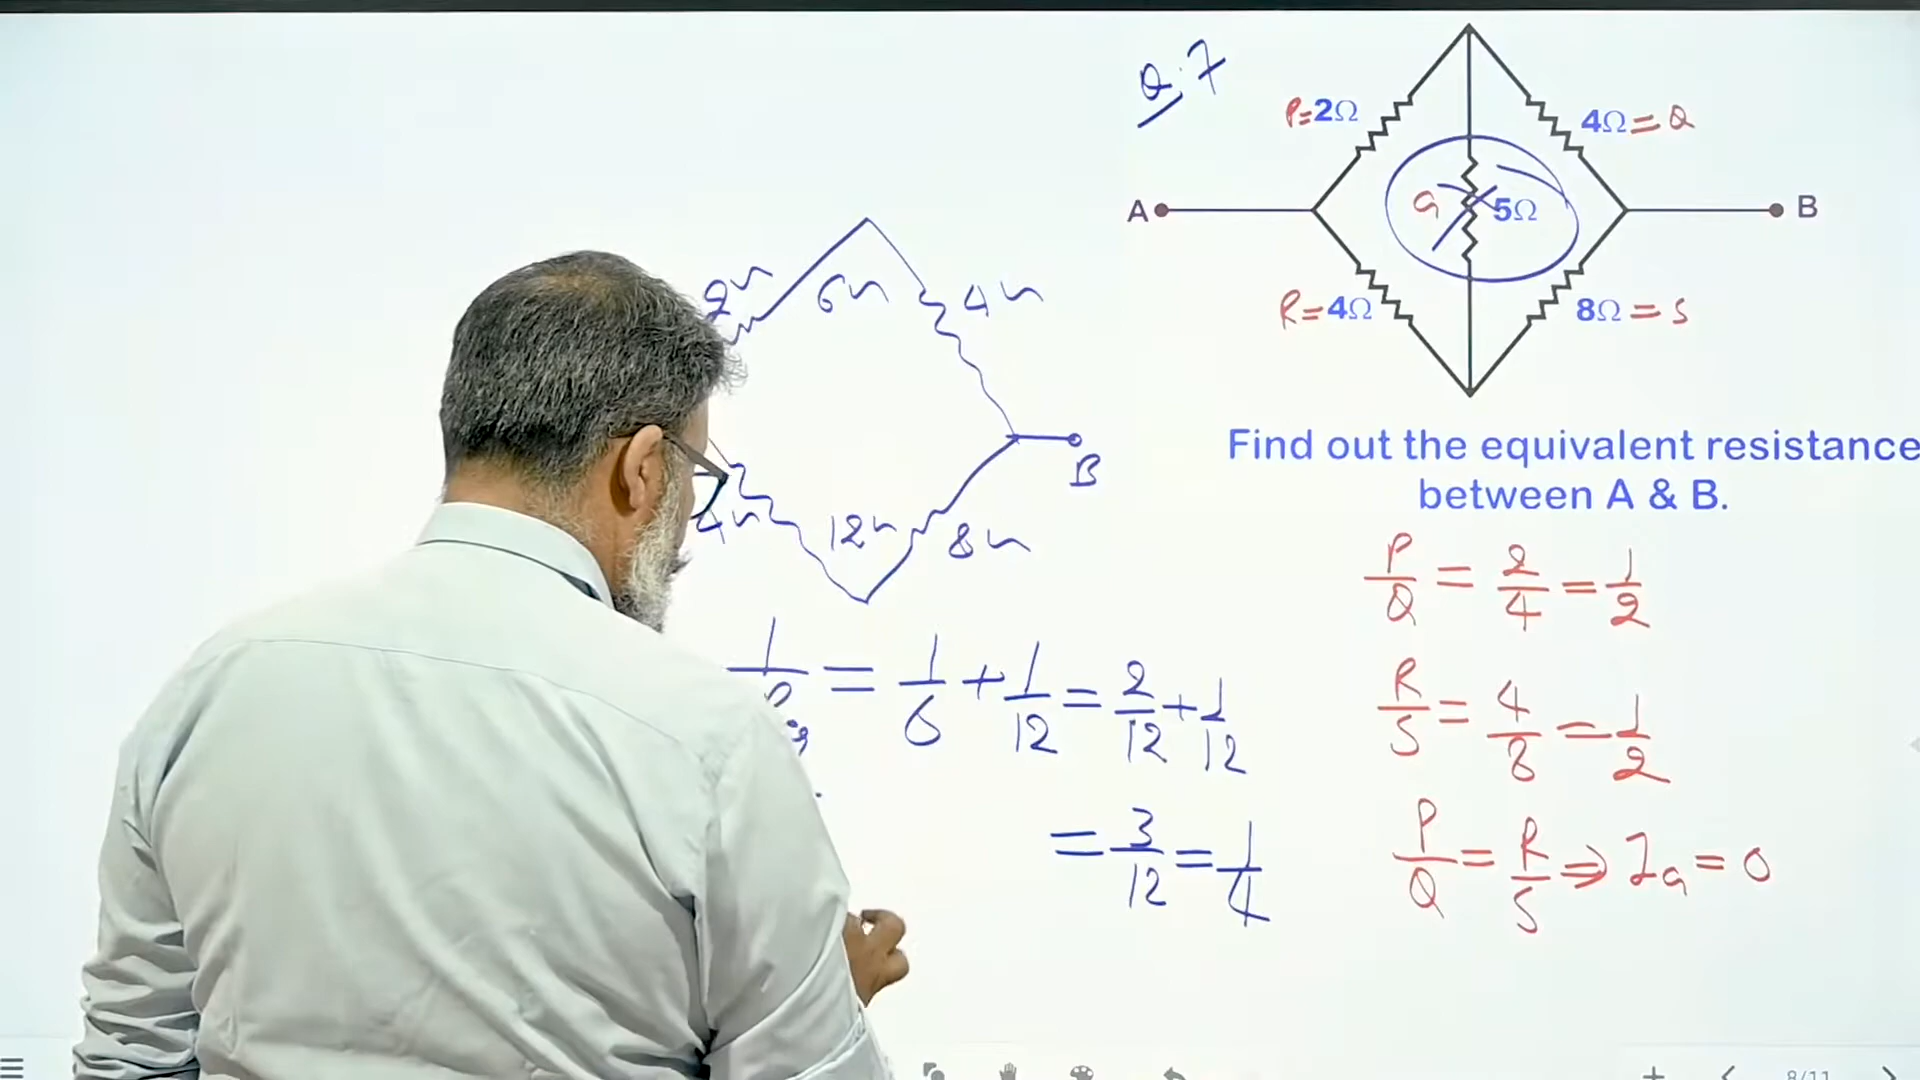 Q.7
P=2Ω
4Ω=Q
A
G
5Ω
B
R=4Ω
8Ω=S
Find out the equivalent resistance
between A & B.
2Ω
6Ω
4Ω
B
4Ω
12Ω
8Ω
P/Q = 2/4 = 1/2
R/S = 4/8 = 1/2
P/Q = R/S ⇒ IG = 0
= 1/6 + 1/12 = 2/12 + 1/12
= 3/12 = 1/4
8/11